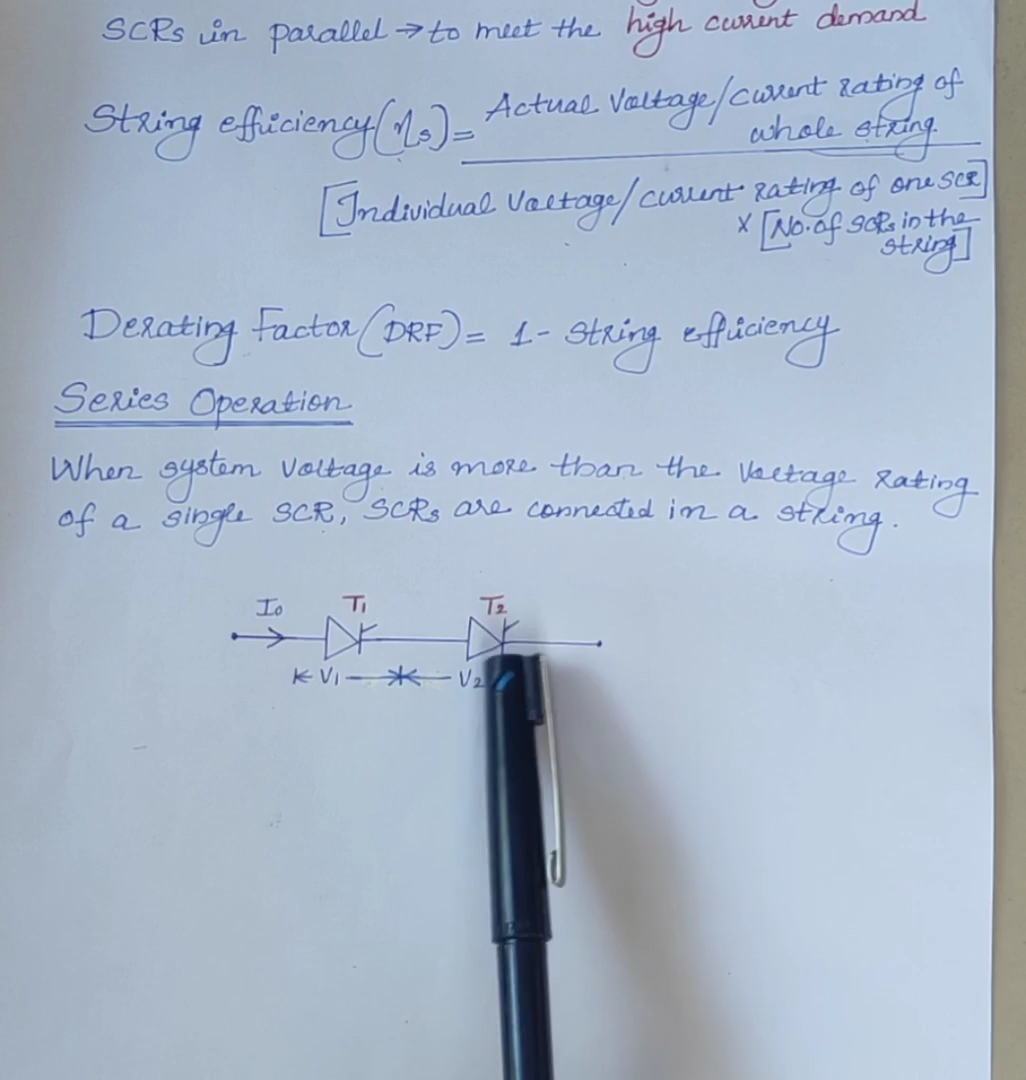 SCRs in parallel → to meet the high current demand
String efficiency (ηs) = Actual Voltage/current rating of
whole string.
[Individual Voltage/current rating of one SCR]
x [No. of SCRs in the
string]
Derating Factor (DRF) = 1 - String efficiency
Series Operation
When system voltage is more than the voltage rating
of a single SCR, SCRs are connected in a string.
Io T1 T2
V1 V2